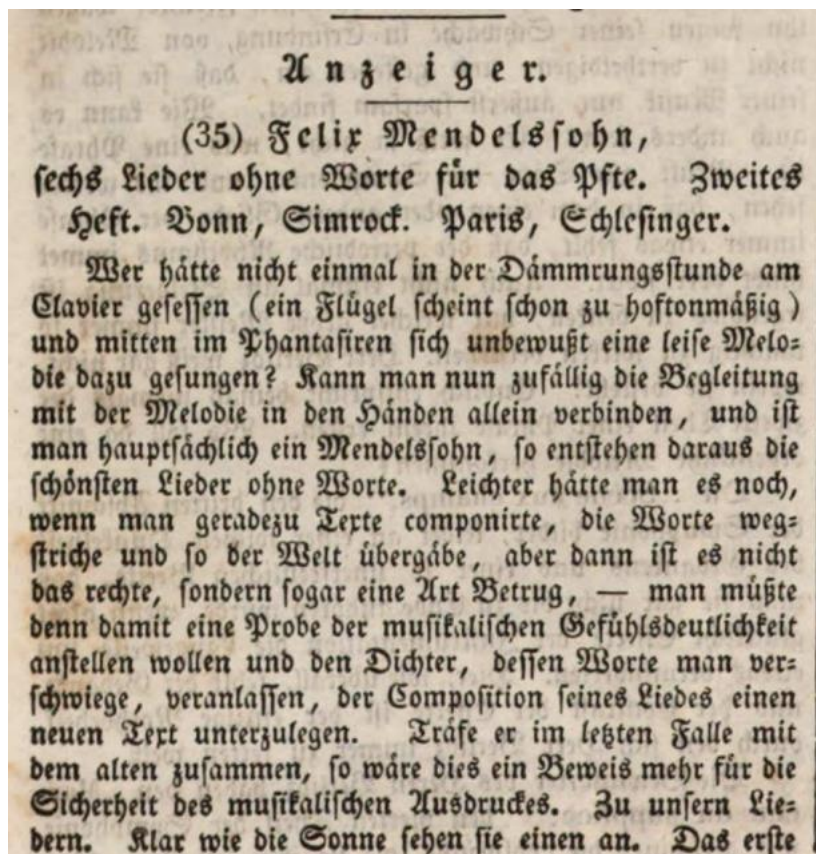 Anzeiger.
(35) Felix Mendelssohn,
sechs Lieder ohne Worte für das Pfte. Zweites
Heft. Bonn, Simrock. Paris, Schlesinger.
Wer hätte nicht einmal in der Dämmrungsstunde am
Clavier gesessen (ein Flügel scheint schon zu hoftonmäßig)
und mitten im Phantasiren sich unbewußt eine leise Melo-
die dazu gesungen? Kann man nun zufällig die Begleitung
mit der Melodie in den Händen allein verbinden, und ist
man hauptsächlich ein Mendelssohn, so entstehen daraus die
schönsten Lieder ohne Worte. Leichter hätte man es noch,
wenn man geradezu Texte componirte, die Worte weg-
striche und so der Welt übergäbe, aber dann ist es nicht
das rechte, sondern sogar eine Art Betrug, — man müßte
denn damit eine Probe der musikalischen Gefühlsdeutlichkeit
anstellen wollen und den Dichter, dessen Worte man ver-
schwiege, veranlassen, der Composition seines Liedes einen
neuen Text unterzulegen. Träfe er im letzten Falle mit
dem alten zusammen, so wäre dies ein Beweis mehr für die
Sicherheit des musikalischen Ausdruckes. Zu unsern Lie-
dern. Klar wie die Sonne sehen sie einen an. Das erste